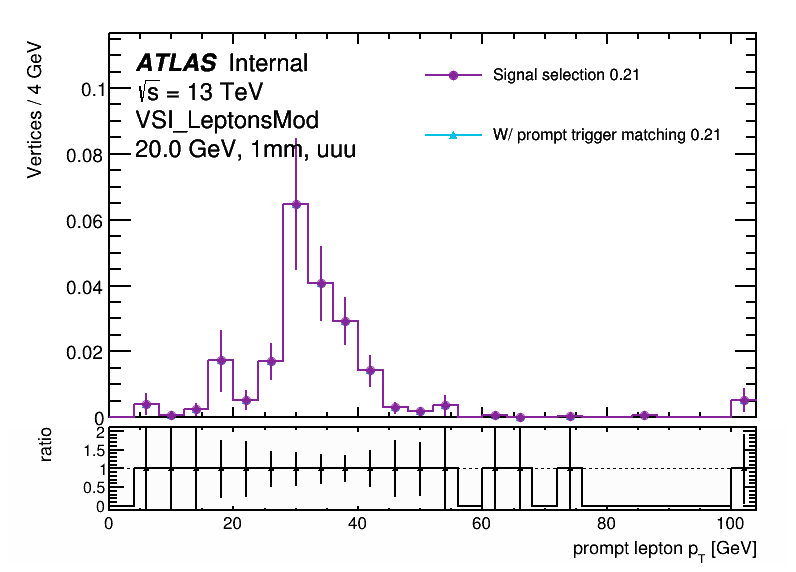 ATLAS Internal
√s = 13 TeV
VSI_LeptonsMod
20.0 GeV, 1mm, uuu
Signal selection 0.21
W/ prompt trigger matching 0.21
Vertices / 4 GeV
0.1
0.08
0.06
0.04
0.02
0
ratio
2
1.5
1
0.5
0
0 20 40 60 80 100
prompt lepton p_T [GeV]